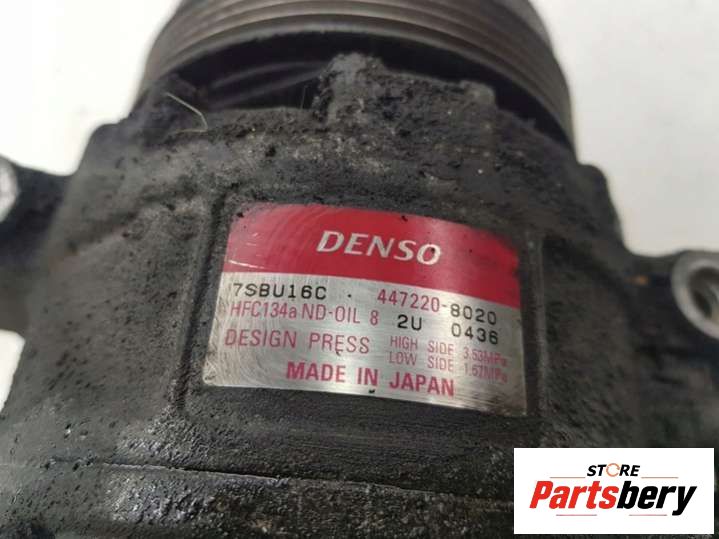 DENSO
7SBU16C 447220-8020
HFC134a ND-OIL 8 2U 0436
DESIGN PRESS HIGH SIDE 3.53MPa
LOW SIDE 1.67MPa
MADE IN JAPAN
STORE
Partsbery